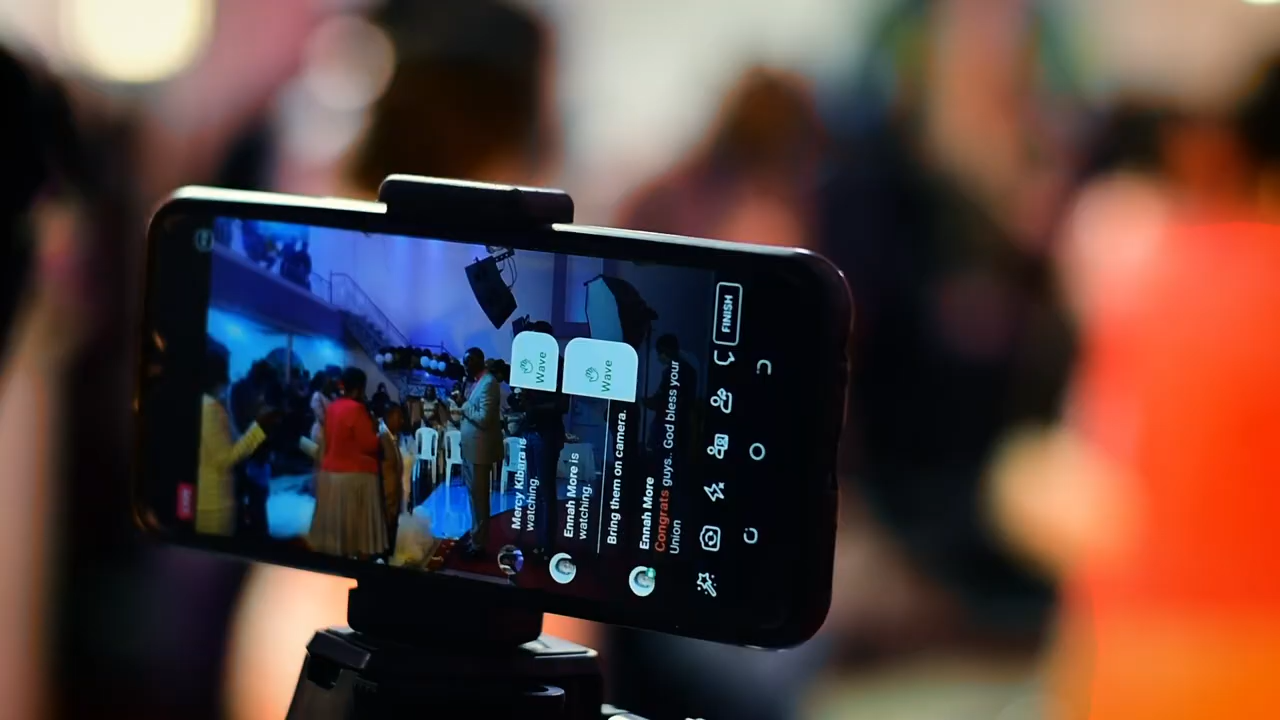 Mercy Kibara is
watching.
Wave
Ennah More is
watching.
Wave
Bring them on camera.
Ennah More
Congrats guys.. God bless your
Union
FINISH